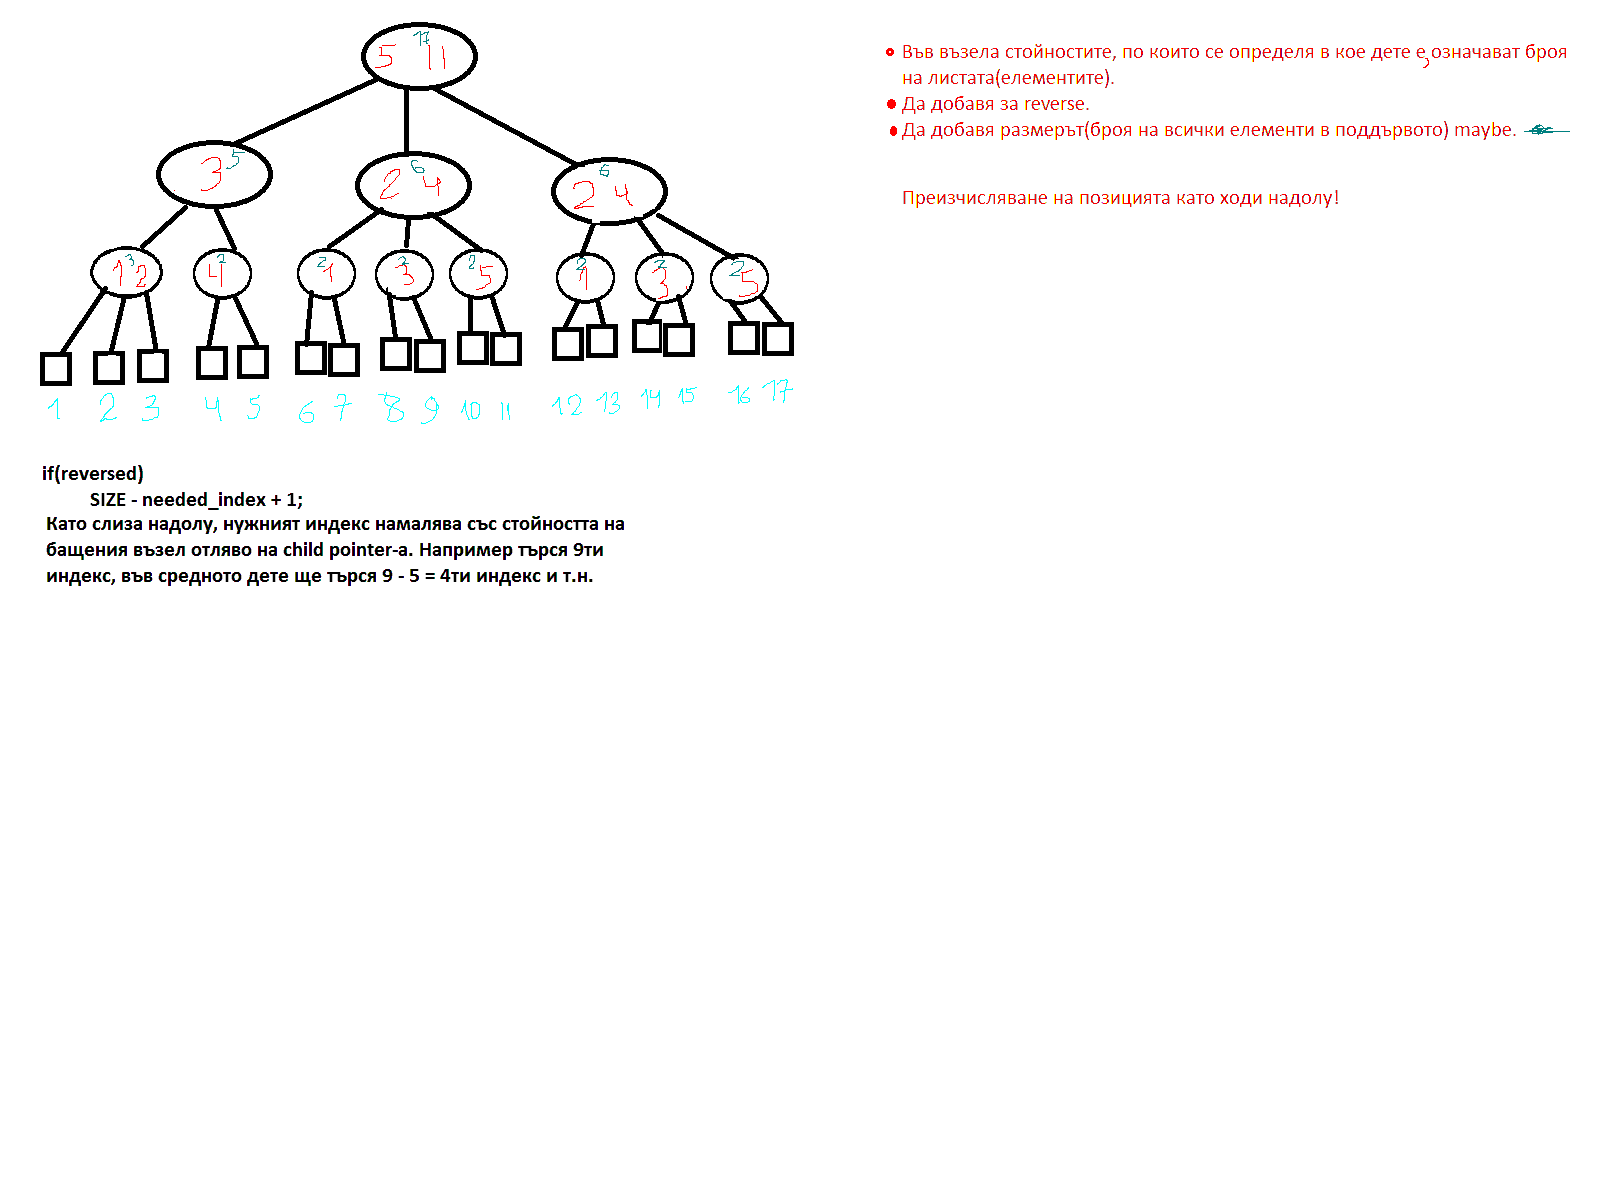 17
5 11
Във възела стойностите, по които се определя в кое дете е, означават броя
на листата(елементите).
Да добавя за reverse.
Да добавя размерът(броя на всички елементи в поддървото) maybe.
5
3
6
2 4
6
2 4
Преизчисляване на позицията като ходи надолу!
3
1 2
2
4
2
1
2
3
2
5
2
1
2
3
2
5
1 2 3 4 5 6 7 8 9 10 11 12 13 14 15 16 17
if(reversed)
SIZE - needed_index + 1;
Като слиза надолу, нужният индекс намалява със стойността на
бащения възел отляво на child pointer-a. Например търся 9ти
индекс, във средното дете ще търся 9 - 5 = 4ти индекс и т.н.